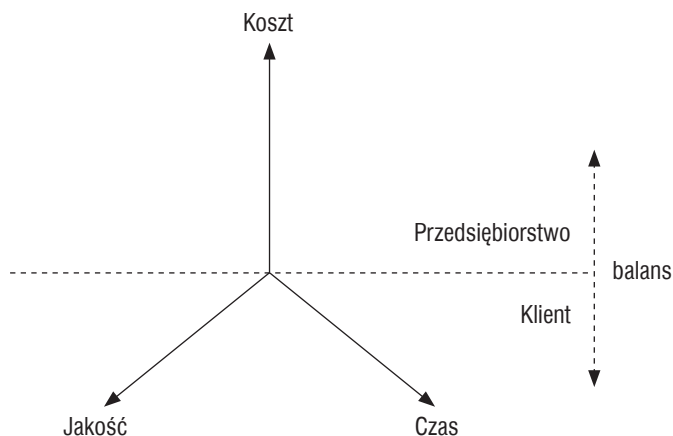 Koszt
Przedsiębiorstwo
balans
Klient
Jakość
Czas